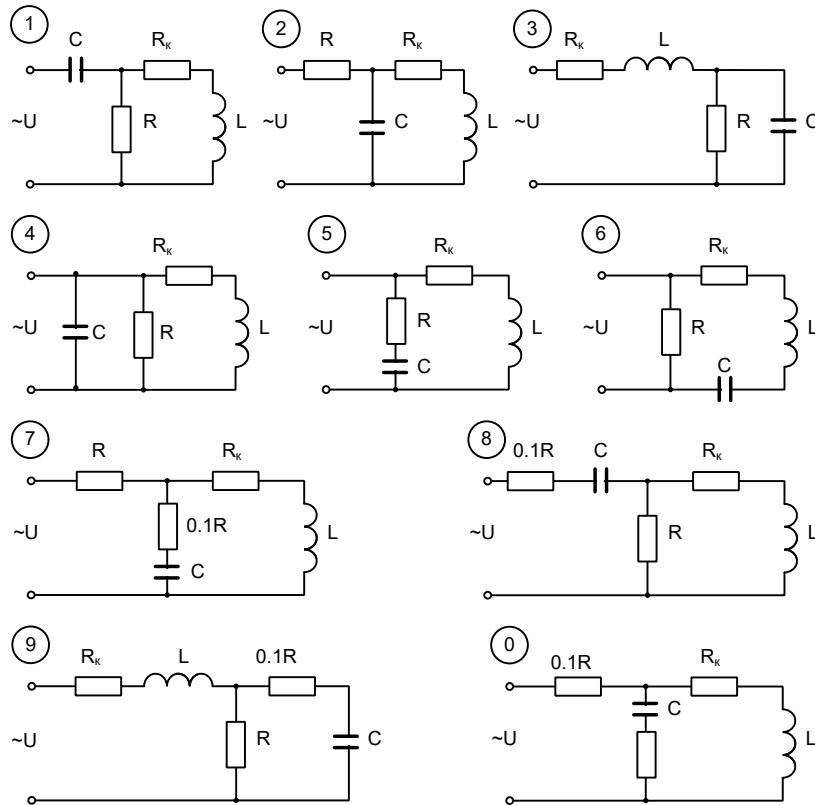 1 2 3
C Rк R Rк Rк L
~U R L ~U C L ~U R C
4 5 6
Rк Rк Rк
~U C R L ~U R L ~U R L
C C
7 8
R Rк 0.1R C Rк
0.1R
~U L ~U R L
C
9 0
Rк L 0.1R 0.1R Rк
C
~U R C ~U L